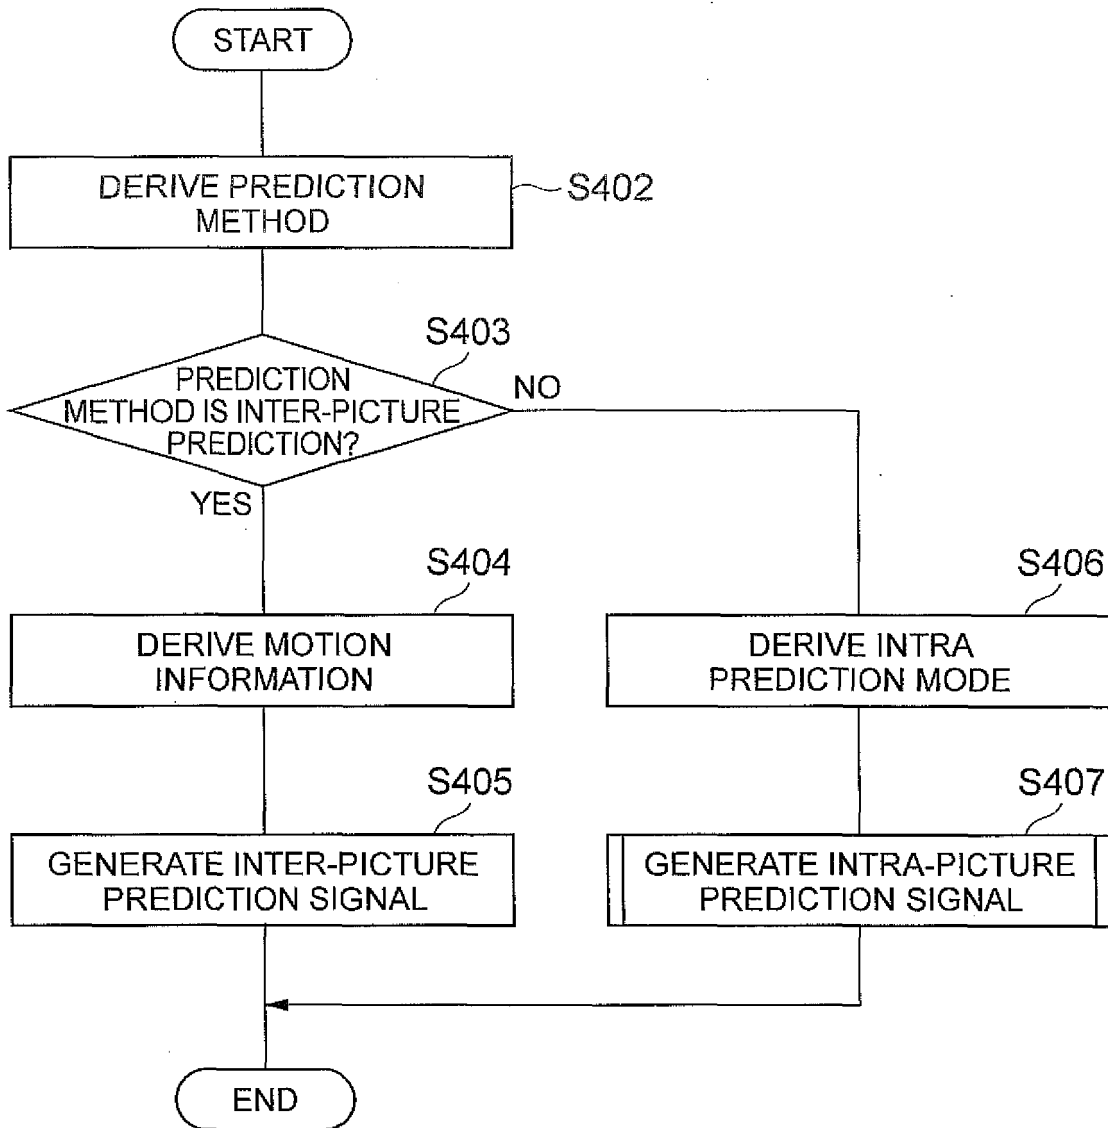 START
DERIVE PREDICTION
METHOD
S402
S403
PREDICTION
METHOD IS INTER-PICTURE
PREDICTION?
NO
YES
S404
DERIVE MOTION
INFORMATION
S406
DERIVE INTRA
PREDICTION MODE
S405
GENERATE INTER-PICTURE
PREDICTION SIGNAL
S407
GENERATE INTRA-PICTURE
PREDICTION SIGNAL
END